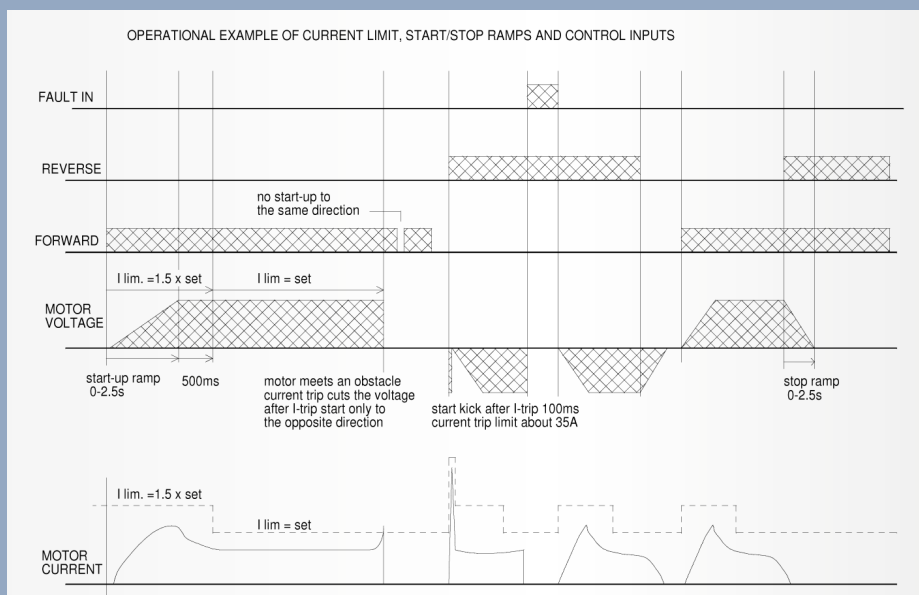 OPERATIONAL EXAMPLE OF CURRENT LIMIT, START/STOP RAMPS AND CONTROL INPUTS
FAULT IN
REVERSE
no start-up to
the same direction
FORWARD
I lim. =1.5 x set
I lim = set
MOTOR
VOLTAGE
start-up ramp
0-2.5s
500ms
motor meets an obstacle
current trip cuts the voltage
after I-trip start only to
the opposite direction
start kick after I-trip 100ms
current trip limit about 35A
stop ramp
0-2.5s
I lim. =1.5 x set
I lim = set
MOTOR
CURRENT